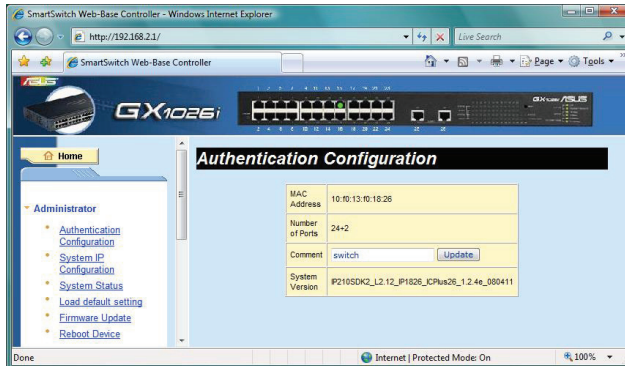 SmartSwitch Web-Base Controller - Windows Internet Explorer
http://192.168.2.1/
Live Search
SmartSwitch Web-Base Controller
Page
Tools
ASUS
GX1026i
ASUS
Home
Authentication Configuration
Administrator
Authentication
Configuration
System IP
Configuration
System Status
Load default setting
Firmware Update
Reboot Device
MAC
Address
10:f0:13:f0:18:26
Number
of Ports
24+2
Comment
switch
Update
System
Version
IP210SDK2_L2.12_IP1826_ICPlus26_1.2.4e_080411
Done
Internet | Protected Mode: On
100%